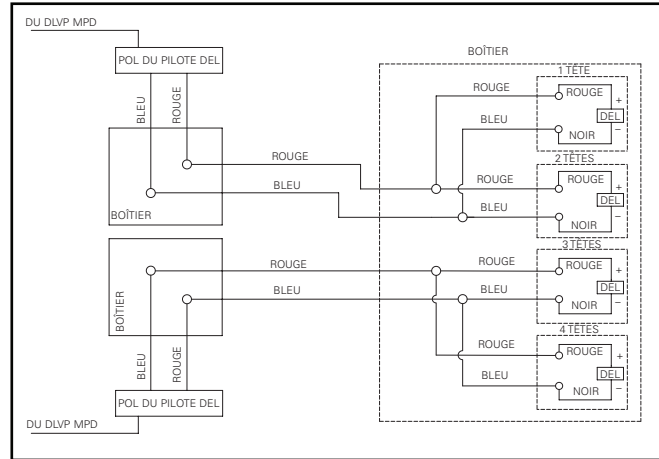 DU DLVP MPD
POL DU PILOTE DEL
BLEU
ROUGE
BOÎTIER
ROUGE
BLEU
BOÎTIER
1 TÊTE
ROUGE
ROUGE
+
DEL
BLEU
NOIR
–
2 TÊTES
ROUGE
ROUGE
+
DEL
BLEU
NOIR
–
BOÎTIER
ROUGE
BLEU
BLEU
ROUGE
POL DU PILOTE DEL
DU DLVP MPD
3 TÊTES
ROUGE
ROUGE
+
DEL
BLEU
NOIR
–
4 TÊTES
ROUGE
ROUGE
+
DEL
BLEU
NOIR
–